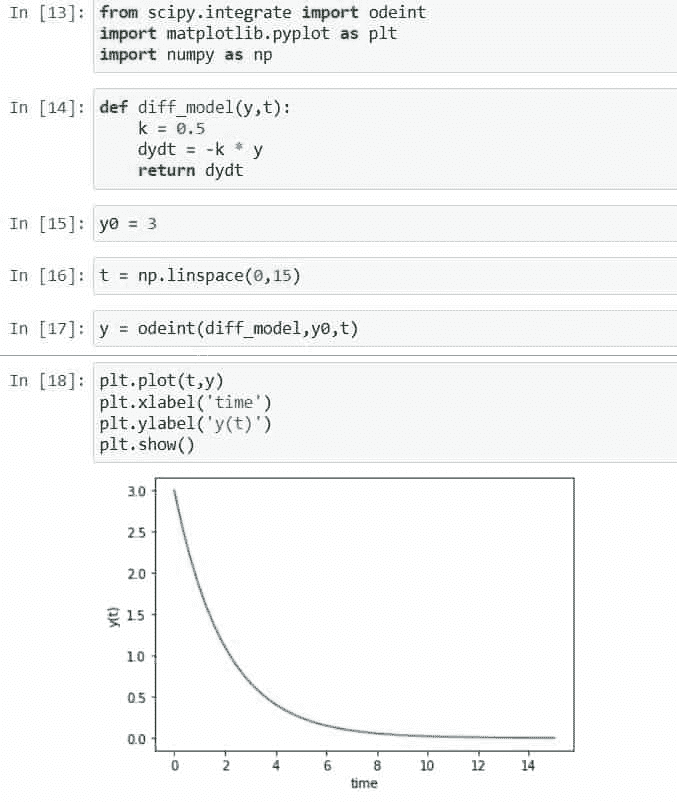 In [13]: from scipy.integrate import odeint
import matplotlib.pyplot as plt
import numpy as np
In [14]: def diff_model(y,t):
    k = 0.5
    dydt = -k * y
    return dydt
In [15]: y0 = 3
In [16]: t = np.linspace(0,15)
In [17]: y = odeint(diff_model,y0,t)
In [18]: plt.plot(t,y)
plt.xlabel('time')
plt.ylabel('y(t)')
plt.show()
3.0
2.5
2.0
1.5
1.0
0.5
0.0
y(t)
0 2 4 6 8 10 12 14
time